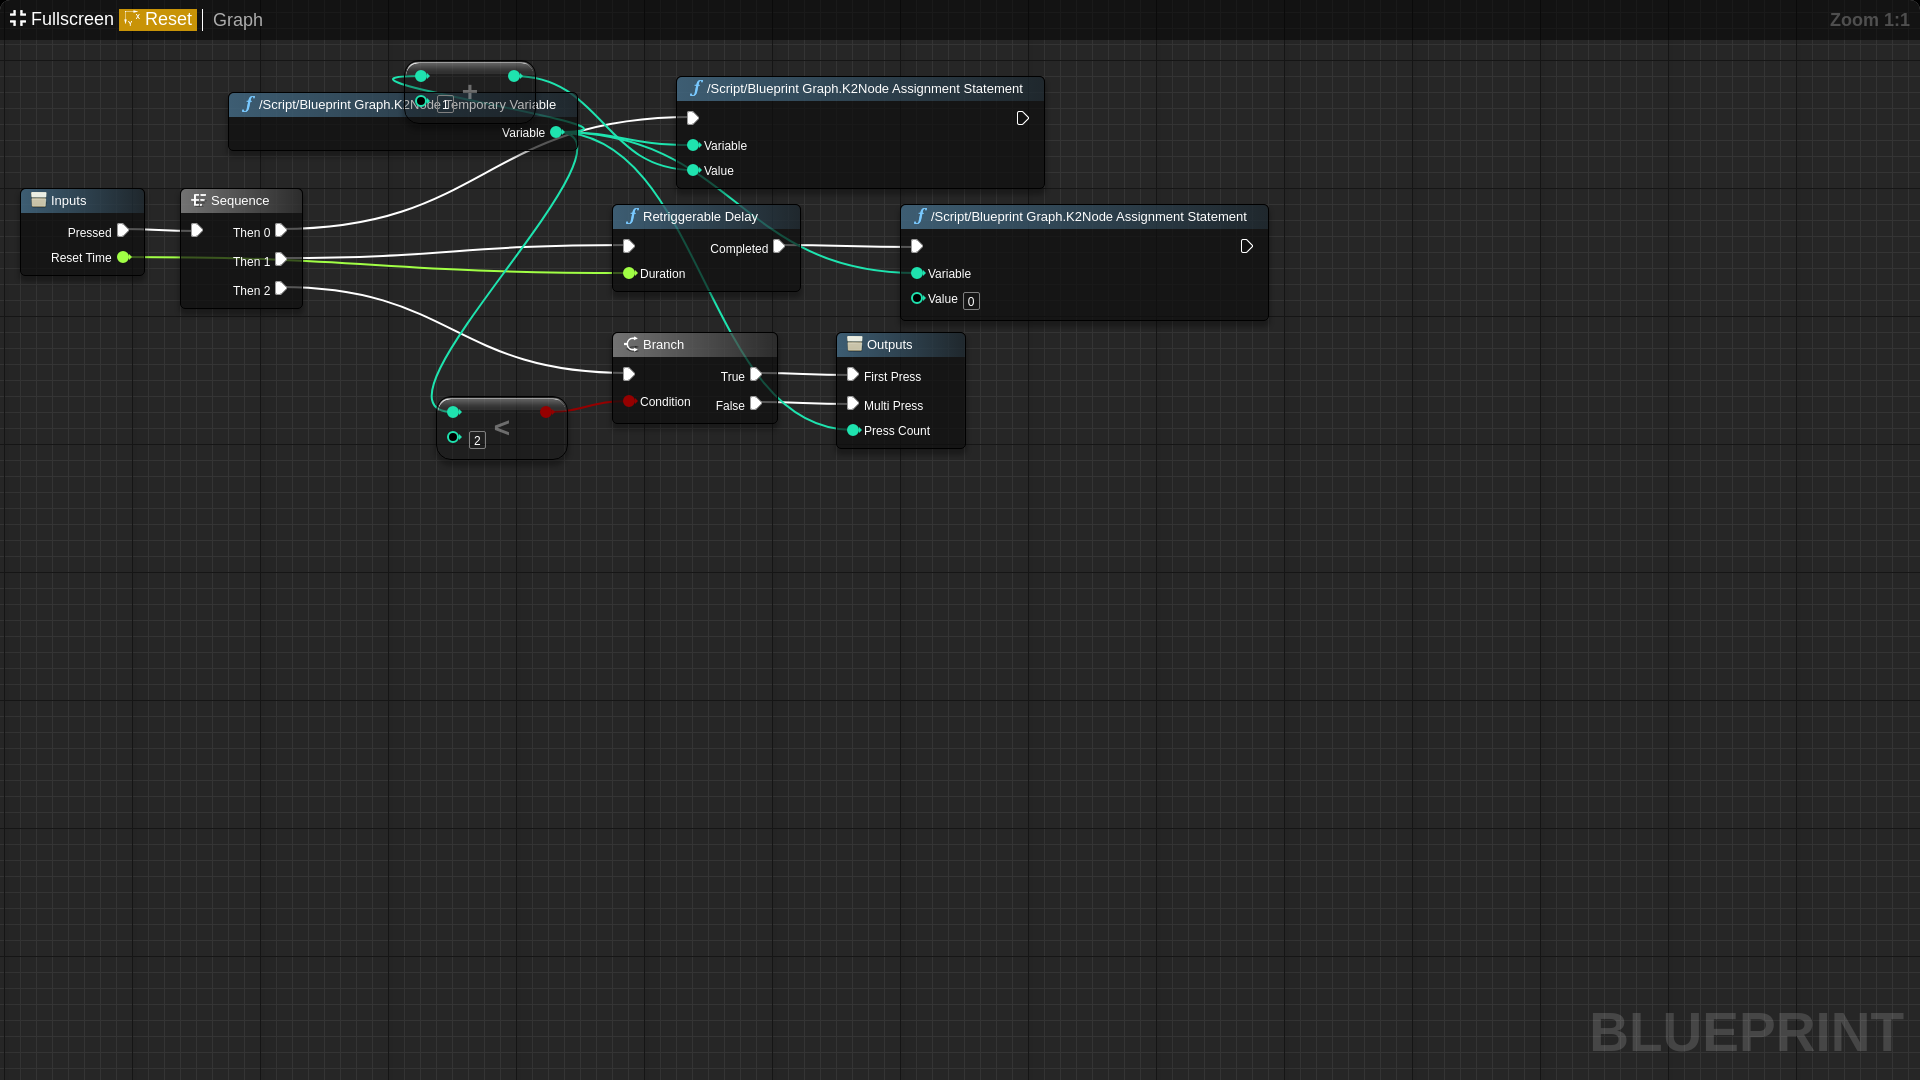 Fullscreen Reset Graph Zoom 1:1
+
1
/Script/Blueprint Graph.K2Node Temporary Variable
Variable
/Script/Blueprint Graph.K2Node Assignment Statement
Variable
Value
Inputs
Pressed
Reset Time
Sequence
Then 0
Then 1
Then 2
Retriggerable Delay
Completed
Duration
/Script/Blueprint Graph.K2Node Assignment Statement
Variable
Value 0
Branch
True
Condition
False
Outputs
First Press
Multi Press
Press Count
<
2
BLUEPRINT